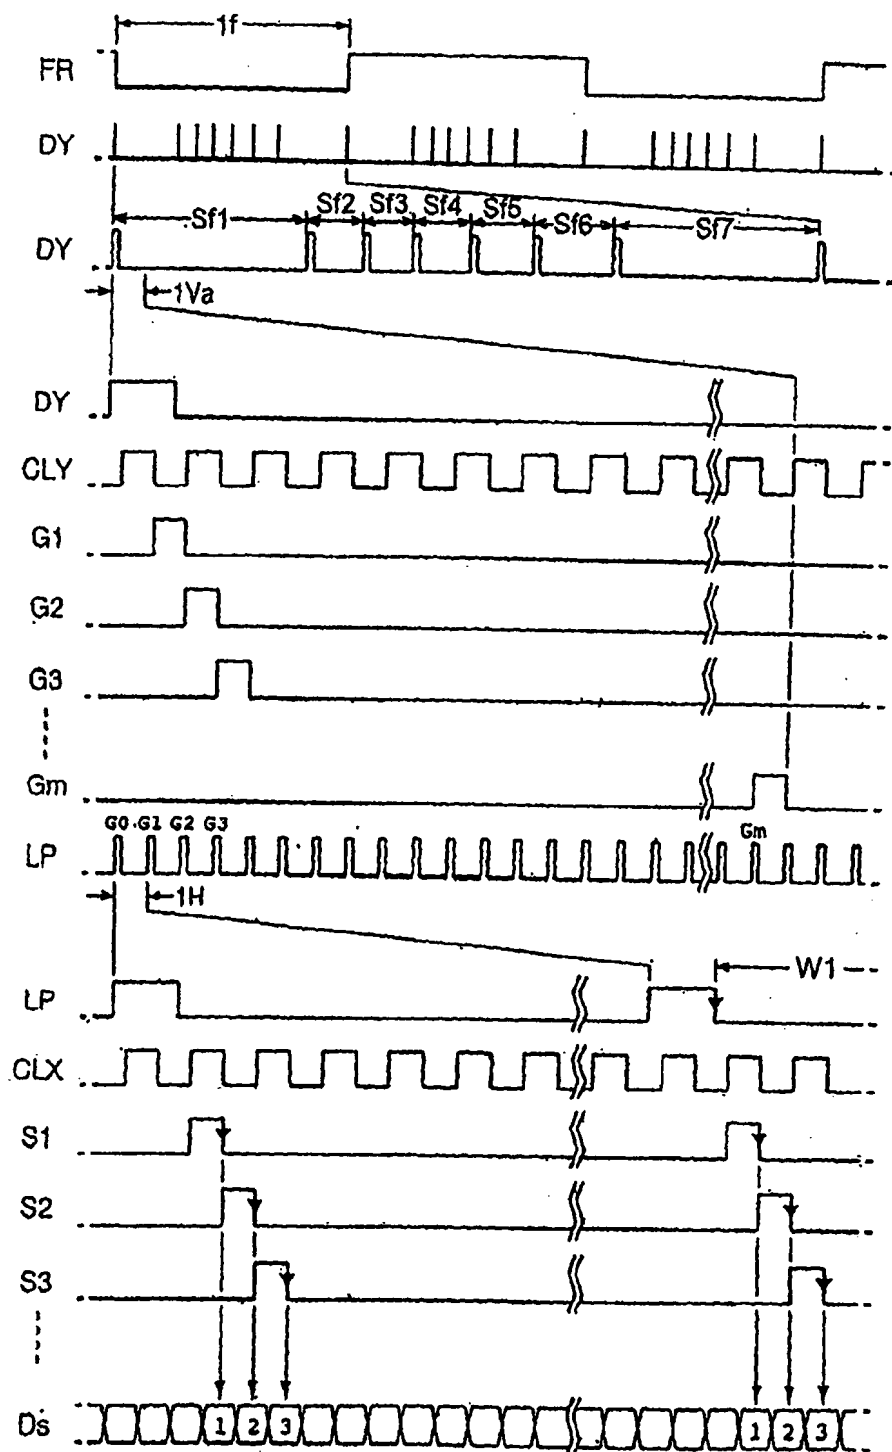 1f
FR
DY
Sf1 Sf2 Sf3 Sf4 Sf5 Sf6 Sf7
DY
1Va
DY
CLY
G1
G2
G3
Gm
G0 G1 G2 G3 Gm
LP
1H
W1
LP
CLX
S1
S2
S3
Ds 1 2 3 1 2 3